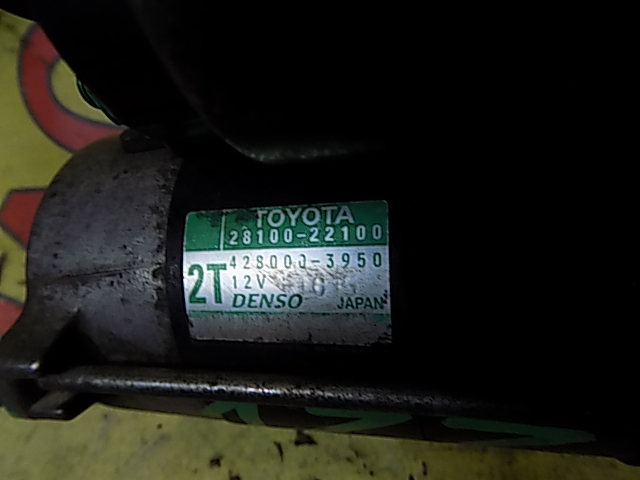 TOYOTA
28100-22100
428000-3950
2T
12V
DENSO JAPAN